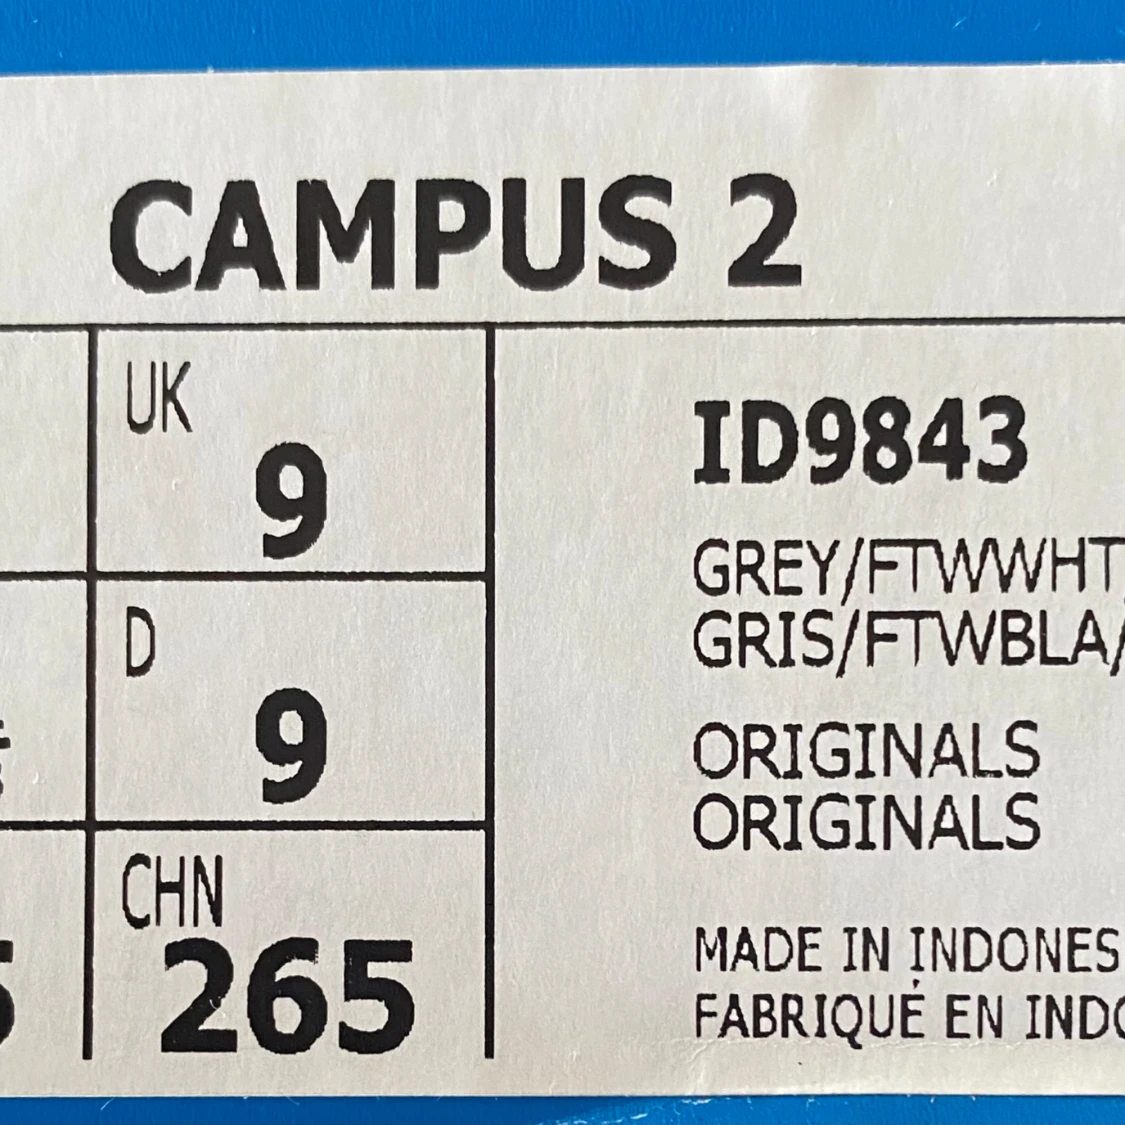 CAMPUS 2
UK
9
ID9843
GREY/FTWWHT
GRIS/FTWBLA/
D
9
ORIGINALS
ORIGINALS
CHN
265
MADE IN INDONES
FABRIQUÉ EN INDO